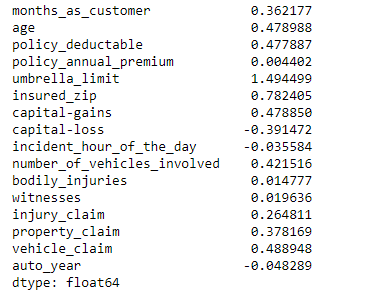 months_as_customer 0.362177
age 0.478988
policy_deductable 0.477887
policy_annual_premium 0.004402
umbrella_limit 1.494499
insured_zip 0.782405
capital-gains 0.478850
capital-loss -0.391472
incident_hour_of_the_day -0.035584
number_of_vehicles_involved 0.421516
bodily_injuries 0.014777
witnesses 0.019636
injury_claim 0.264811
property_claim 0.378169
vehicle_claim 0.488948
auto_year -0.048289
dtype: float64